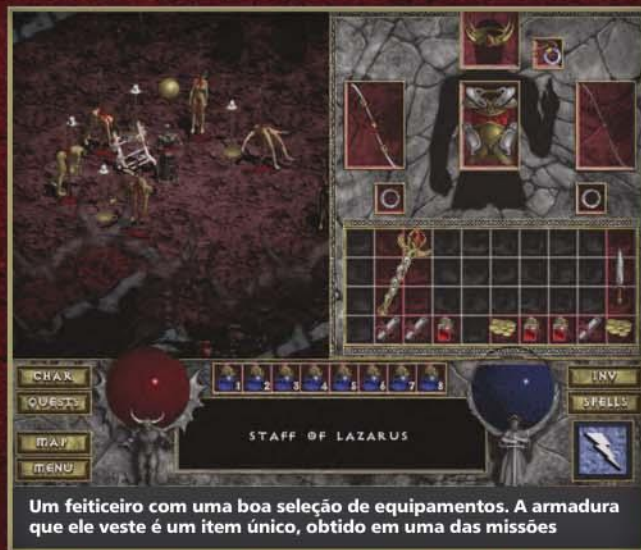 CHAR
QUESTS
MAP
MENU
1 2 3 4 5 6 7 8
STAFF OF LAZARUS
INV
SPELLS
Um feiticeiro com uma boa seleção de equipamentos. A armadura
que ele veste é um item único, obtido em uma das missões